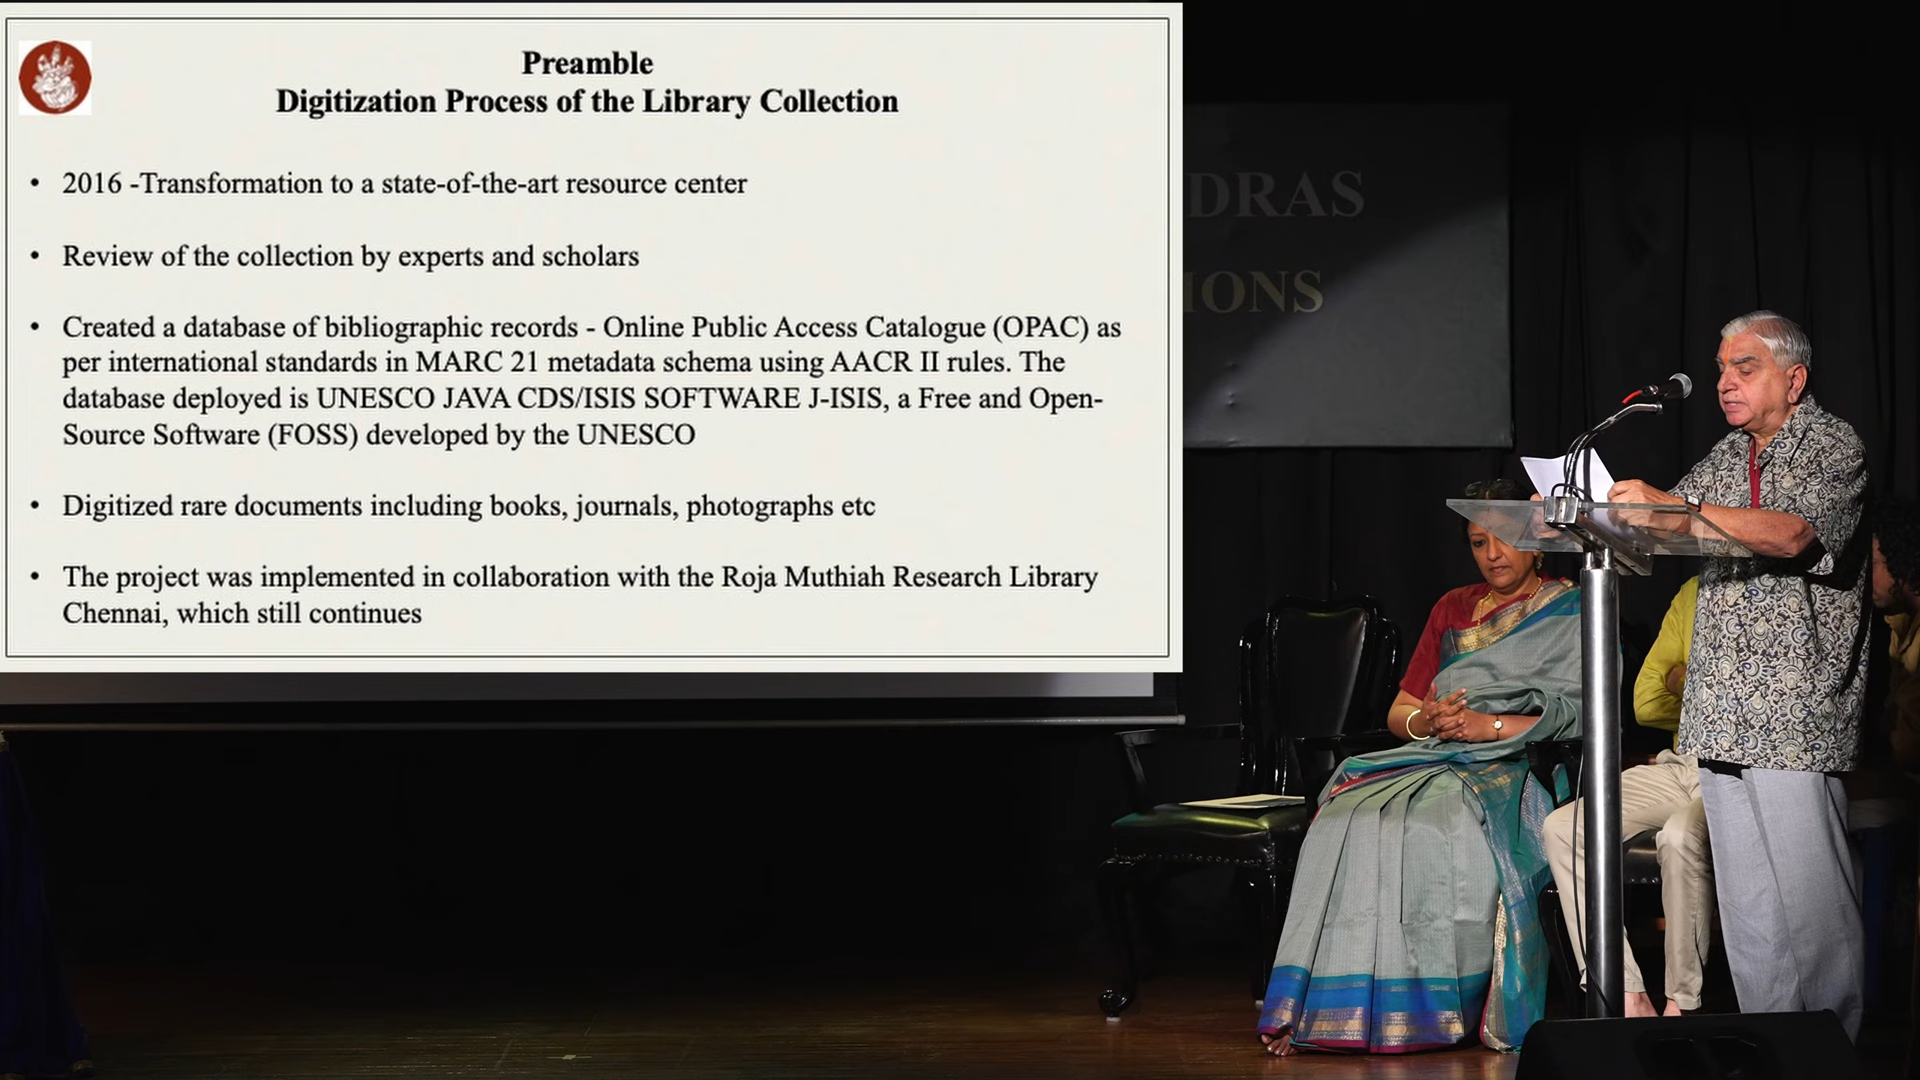 Preamble
Digitization Process of the Library Collection
• 2016 -Transformation to a state-of-the-art resource center
• Review of the collection by experts and scholars
• Created a database of bibliographic records - Online Public Access Catalogue (OPAC) as
per international standards in MARC 21 metadata schema using AACR II rules. The
database deployed is UNESCO JAVA CDS/ISIS SOFTWARE J-ISIS, a Free and Open-
Source Software (FOSS) developed by the UNESCO
• Digitized rare documents including books, journals, photographs etc
• The project was implemented in collaboration with the Roja Muthiah Research Library
Chennai, which still continues
DRAS
IONS